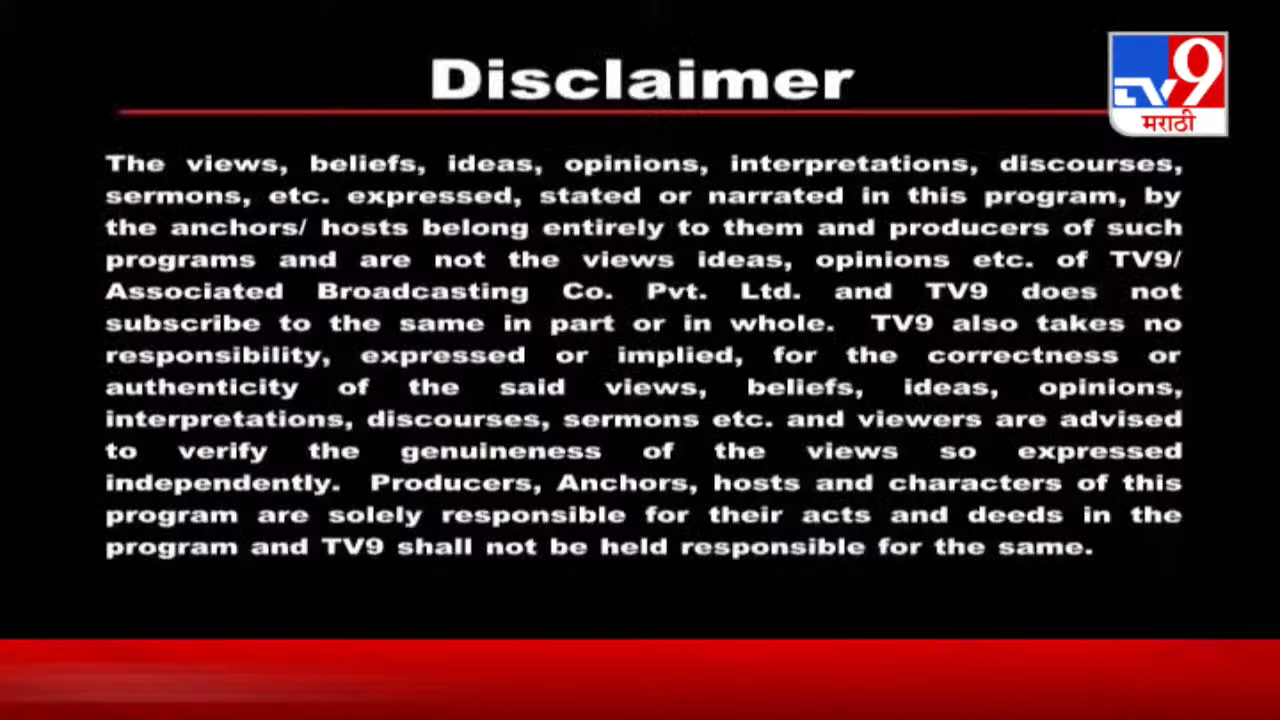 Disclaimer
TV9
मराठी
The views, beliefs, ideas, opinions, interpretations, discourses,
sermons, etc. expressed, stated or narrated in this program, by
the anchors/ hosts belong entirely to them and producers of such
programs and are not the views ideas, opinions etc. of TV9/
Associated Broadcasting Co. Pvt. Ltd. and TV9 does not
subscribe to the same in part or in whole. TV9 also takes no
responsibility, expressed or implied, for the correctness or
authenticity of the said views, beliefs, ideas, opinions,
interpretations, discourses, sermons etc. and viewers are advised
to verify the genuineness of the views so expressed
independently. Producers, Anchors, hosts and characters of this
program are solely responsible for their acts and deeds in the
program and TV9 shall not be held responsible for the same.